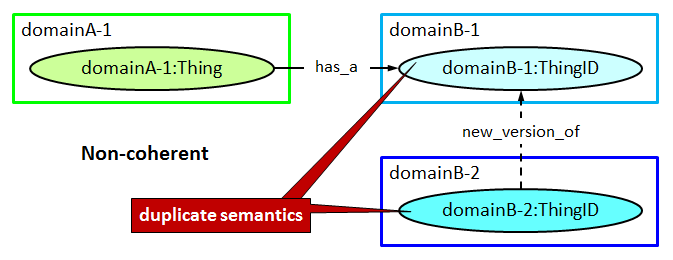 domainA-1
domainA-1:Thing
has_a
domainB-1
domainB-1:ThingID
new_version_of
Non-coherent
duplicate semantics
domainB-2
domainB-2:ThingID